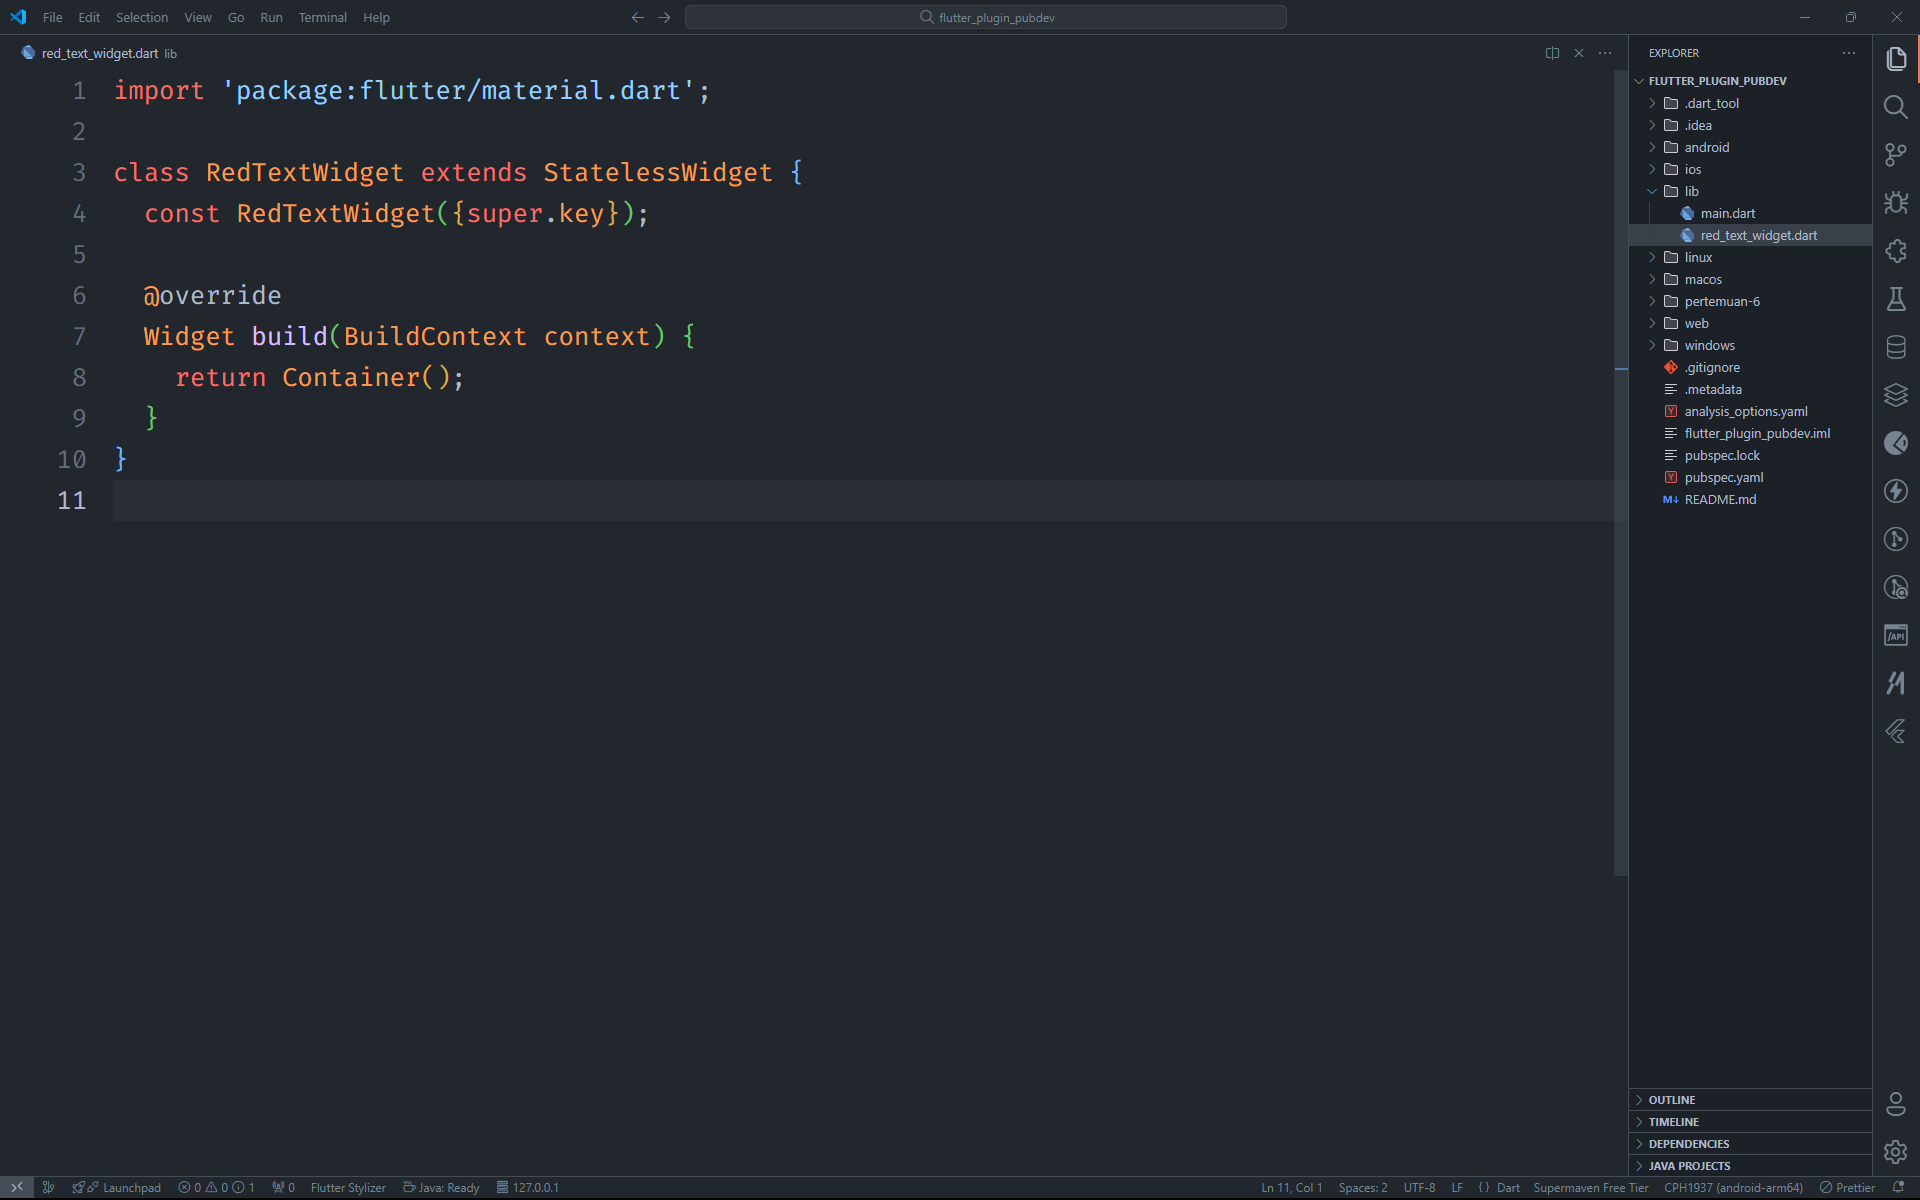 File Edit Selection View Go Run Terminal Help
flutter_plugin_pubdev
red_text_widget.dart lib
1 import 'package:flutter/material.dart';
2
3 class RedTextWidget extends StatelessWidget {
4 const RedTextWidget({super.key});
5
6 @override
7 Widget build(BuildContext context) {
8 return Container();
9 }
10 }
11
EXPLORER
FLUTTER_PLUGIN_PUBDEV
.dart_tool
.idea
android
ios
lib
main.dart
red_text_widget.dart
linux
macos
pertemuan-6
web
windows
.gitignore
.metadata
analysis_options.yaml
flutter_plugin_pubdev.iml
pubspec.lock
pubspec.yaml
README.md
/API
OUTLINE
TIMELINE
DEPENDENCIES
JAVA PROJECTS
Launchpad 0 0 1 0 Flutter Stylizer Java: Ready 127.0.0.1
Ln 11, Col 1 Spaces: 2 UTF-8 LF {} Dart Supermaven Free Tier CPH1937 (android-arm64) Prettier